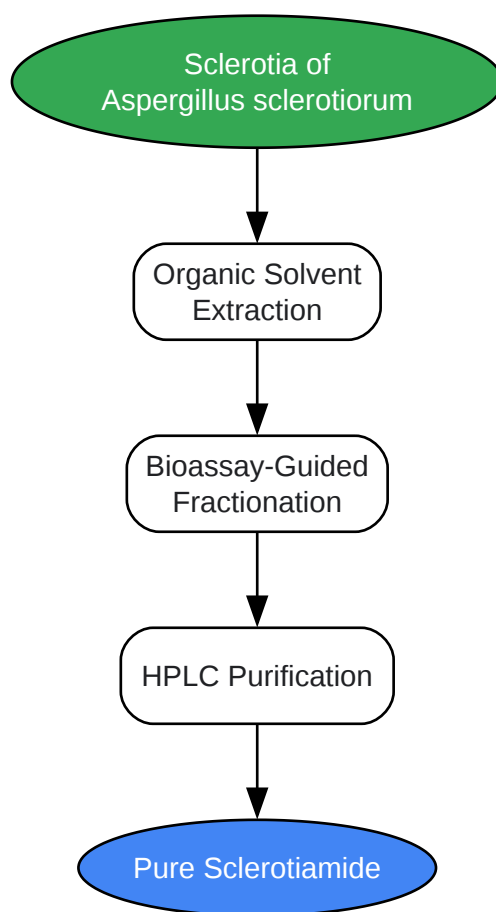 Sclerotia of
Aspergillus sclerotiorum
Organic Solvent
Extraction
Bioassay-Guided
Fractionation
HPLC Purification
Pure Sclerotiamide